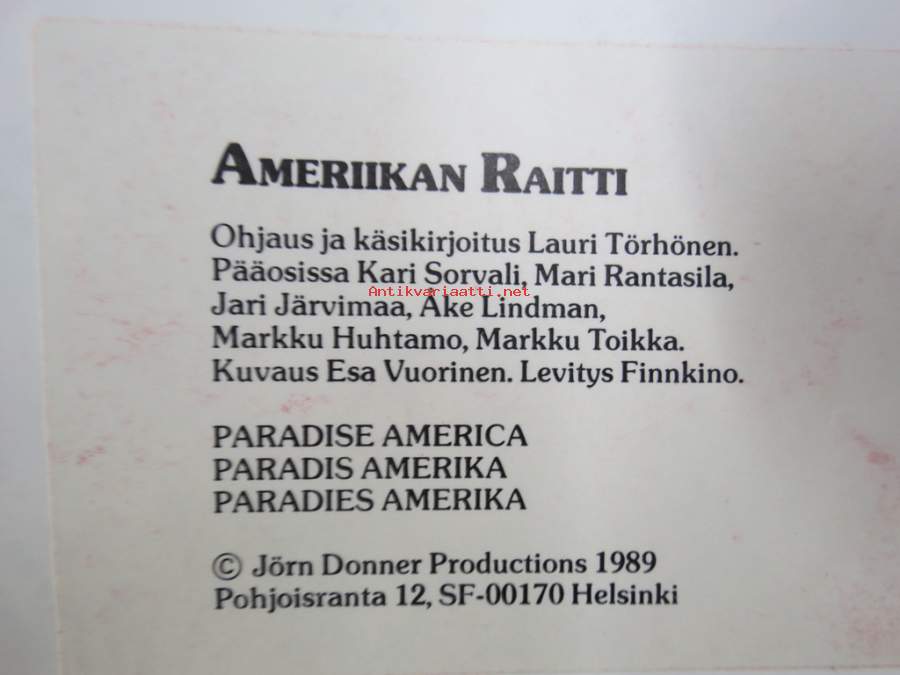 AMERIIKAN RAITTI
Ohjaus ja käsikirjoitus Lauri Törhönen.
Pääosissa Kari Sorvali, Mari Rantasila,
Antikvariaatti.net
Jari Järvimaa, Åke Lindman,
Markku Huhtamo, Markku Toikka.
Kuvaus Esa Vuorinen. Levitys Finnkino.
PARADISE AMERICA
PARADIS AMERIKA
PARADIES AMERIKA
© Jörn Donner Productions 1989
Pohjoisranta 12, SF-00170 Helsinki